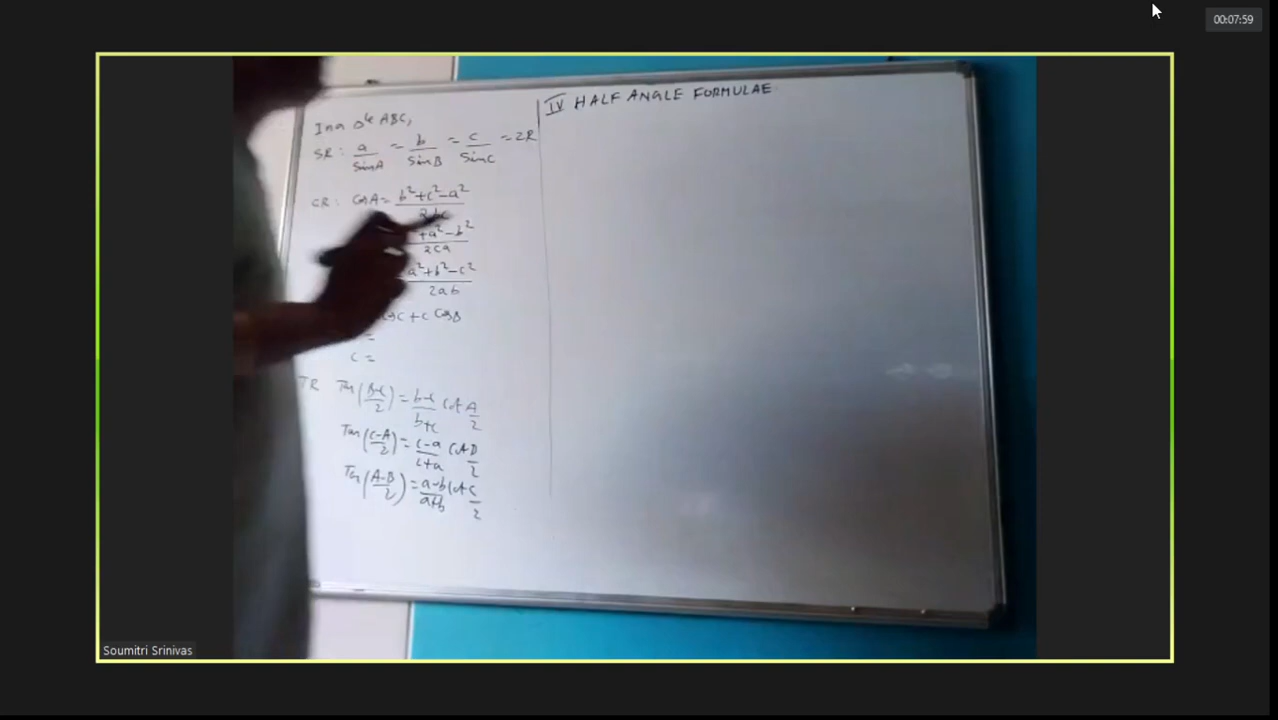 00:07:59
In a Δle ABC,
SR: a/SinA = b/SinB = c/SinC = 2R
CR: CosA = b²+c²-a²/2bc
+a²-b²/2ca
a²+b²-c²/2ab
C+c CosB
=
c =
TR Tan(B-C/2) = b-c/b+c Cot A/2
Tan(C-A/2) = c-a/c+a Cot B/2
Tan(A-B/2) = a-b/a+b Cot C/2
IV HALF ANGLE FORMULAE
Soumitri Srinivas